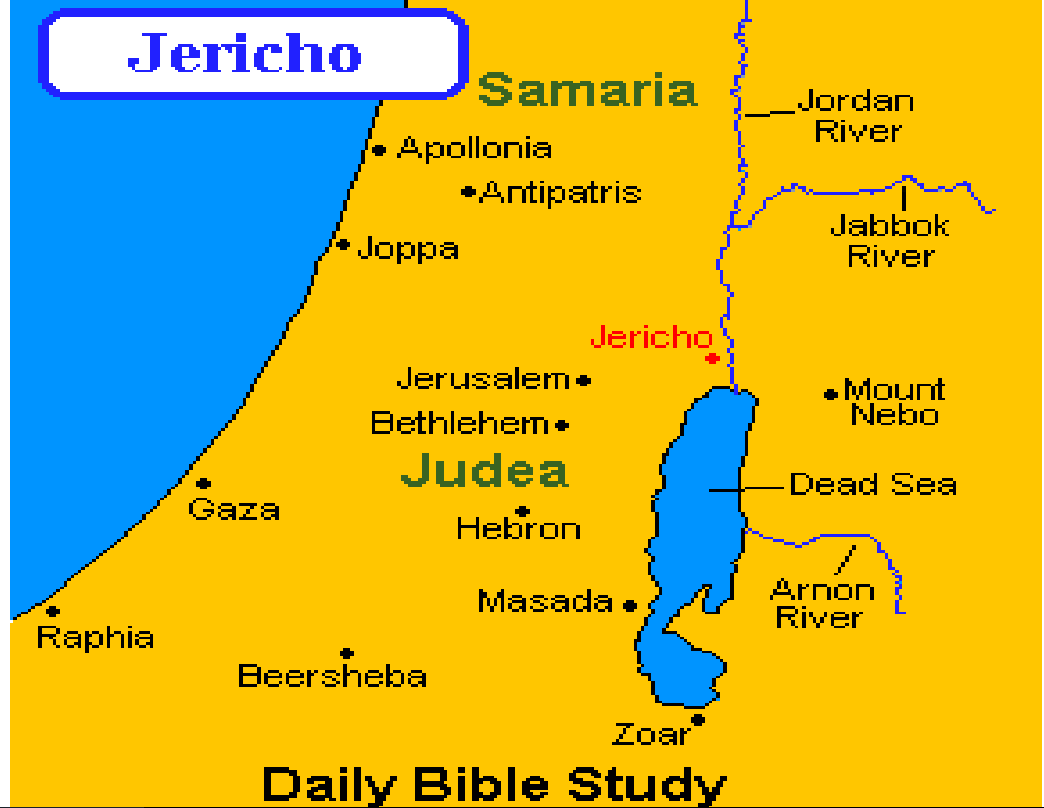 Jericho
Samaria
Jordan
River
Apollonia
Antipatris
Jabbok
River
Joppa
Jericho
Jerusalem
Mount
Nebo
Bethlehem
Judea
Dead Sea
Gaza
Hebron
Arnon
River
Masada
Raphia
Beersheba
Zoar
Daily Bible Study